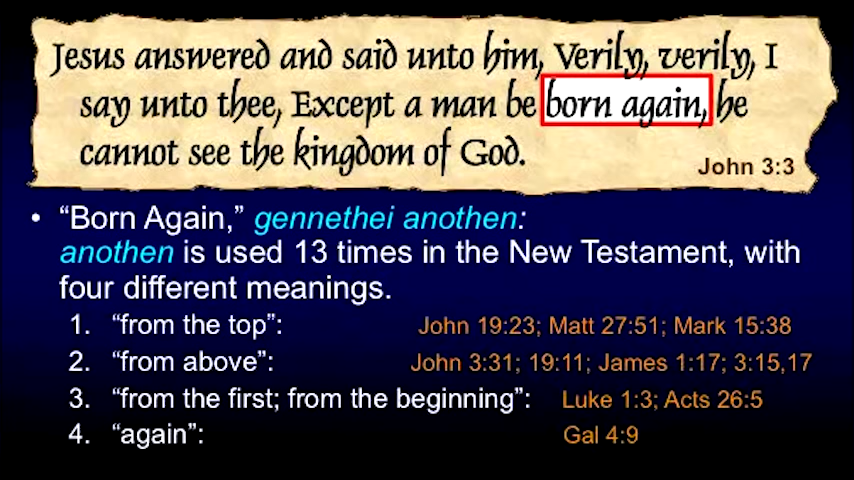 Jesus answered and said unto him, Verily, verily, I
say unto thee, Except a man be born again, he
cannot see the kingdom of God.
John 3:3
• “Born Again,” gennethei anothen:
anothen is used 13 times in the New Testament, with
four different meanings.
1. “from the top”: John 19:23; Matt 27:51; Mark 15:38
2. “from above”: John 3:31; 19:11; James 1:17; 3:15,17
3. “from the first; from the beginning”: Luke 1:3; Acts 26:5
4. “again”: Gal 4:9